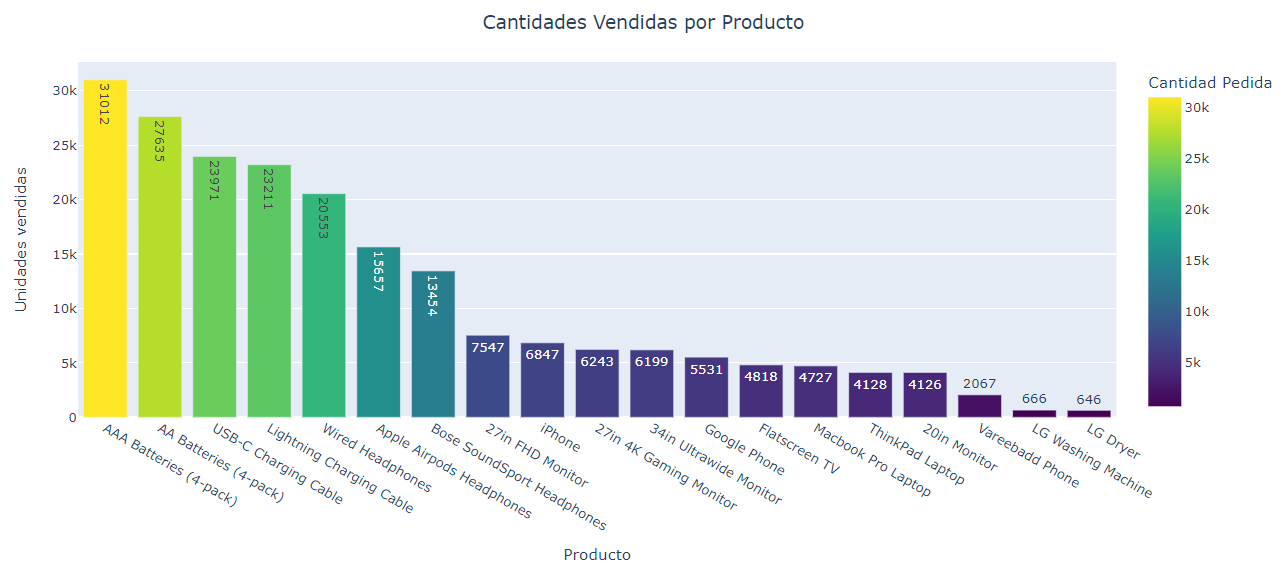 Cantidades Vendidas por Producto
Unidades vendidas
30k
25k
20k
15k
10k
5k
0
31012
27635
23971
23211
20553
15657
13454
7547
6847
6243
6199
5531
4818
4727
4128
4126
2067
666
646
AAA Batteries (4-pack)
AA Batteries (4-pack)
USB-C Charging Cable
Lightning Charging Cable
Wired Headphones
Apple Airpods Headphones
Bose SoundSport Headphones
27in FHD Monitor
iPhone
27in 4K Gaming Monitor
34in Ultrawide Monitor
Google Phone
Flatscreen TV
Macbook Pro Laptop
ThinkPad Laptop
20in Monitor
Vareebadd Phone
LG Washing Machine
LG Dryer
Producto
Cantidad Pedida
30k
25k
20k
15k
10k
5k